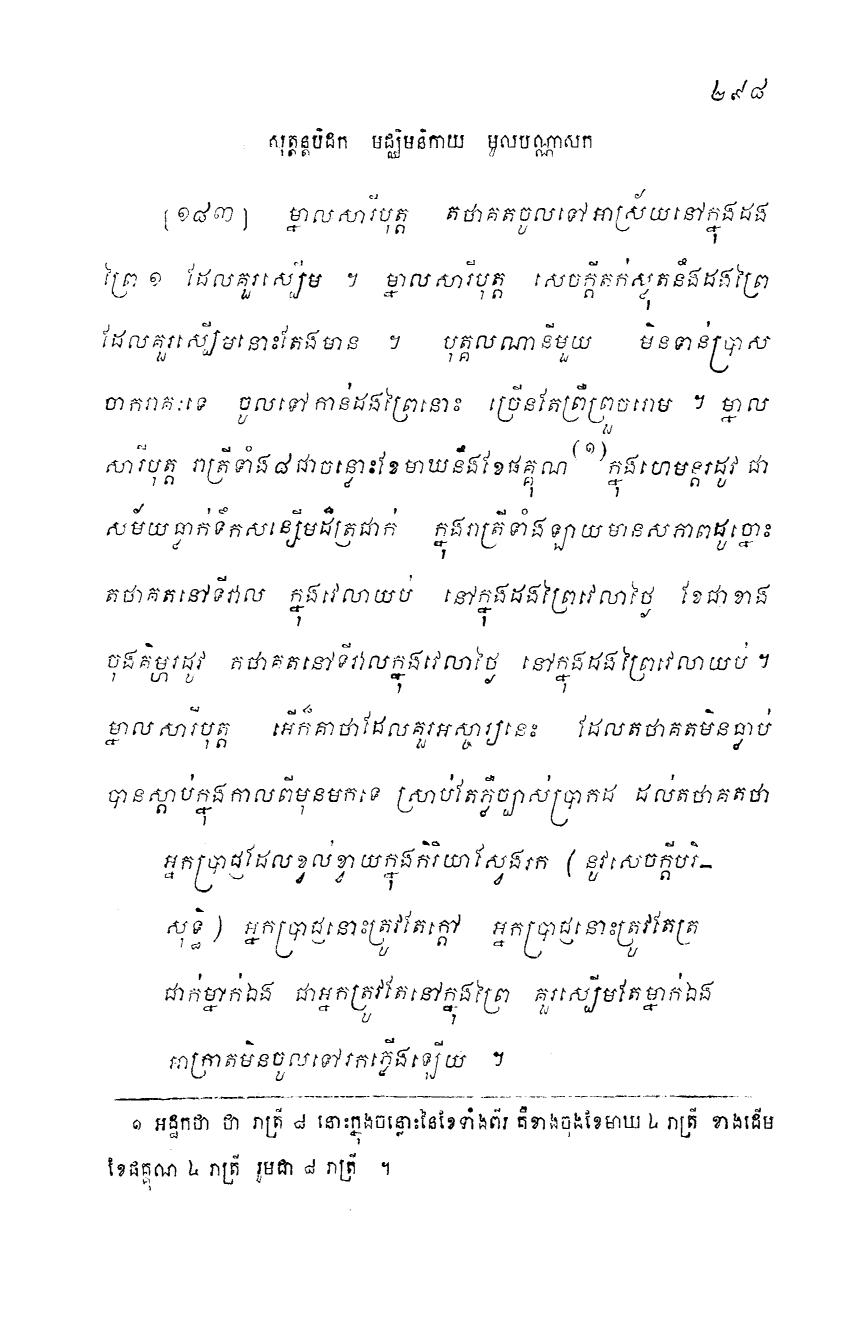 ២៩៨
សុត្តន្តបិដក មជ្ឈិមនិកាយ មូលបណ្ណាសក
[១៨៣] ម្នាលសារីបុត្ត តថាគតចូលទៅអាស្រ័យនៅក្នុងដង
ព្រៃ ១ ដែលគួរស្បើម ។ ម្នាលសារីបុត្ត សេចក្តីតក់ស្លុតនឹងដងព្រៃ
ដែលគួរស្បើមនោះតែងមាន ។ បុគ្គលណានីមួយ មិនទាន់ប្រាស
ចាករាគៈទេ ចូលទៅកាន់ដងព្រៃនោះ ច្រើនតែព្រឺព្រួចរោម ។ ម្នាល
សារីបុត្ត រាត្រីទាំង៨ជាចន្លោះខែមាឃនឹងខែផគ្គុណ(១)ក្នុងហេមន្តរដូវ ជា
សម័យធ្លាក់ទឹកសន្សើមដ៏ត្រជាក់ ក្នុងរាត្រីទាំងឡាយមានសភាពដូច្នោះ
តថាគតនៅទីវាល ក្នុងវេលាយប់ នៅក្នុងដងព្រៃវេលាថ្ងៃ ខែជាខាង
ចុងគិម្ហរដូវ តថាគតនៅទីវាលក្នុងវេលាថ្ងៃ នៅក្នុងដងព្រៃវេលាយប់ ។
ម្នាលសារីបុត្ត អើក៏គាថាដែលគួរអស្ចារ្យនេះ ដែលតថាគតមិនធ្លាប់
បានស្តាប់ក្នុងកាលពីមុនមកទេ ស្រាប់តែភ្លឺច្បាស់ប្រាកដ ដល់តថាគតថា
អ្នកប្រាជ្ញដែលខ្វល់ខ្វាយក្នុងកិរិយាស្វែងរក (នូវសេចក្តីបរិ-
សុទ្ធិ) អ្នកប្រាជ្ញនោះត្រូវតែក្តៅ អ្នកប្រាជ្ញនោះត្រូវតែត្រ
ជាក់ម្នាក់ឯង ជាអ្នកត្រូវតែនៅក្នុងព្រៃ គួរស្បើមតែម្នាក់ឯង
អាក្រាតមិនចូលទៅរកភ្លើងឡើយ ។
១ អដ្ឋកថា ថា រាត្រី ៨ នោះក្នុងចន្លោះនៃខែទាំងពីរ គឺខាងចុងខែមាឃ ៤ រាត្រី ខាងដើម
ខែផគ្គុណ ៤ រាត្រី រួមជា ៨ រាត្រី ។